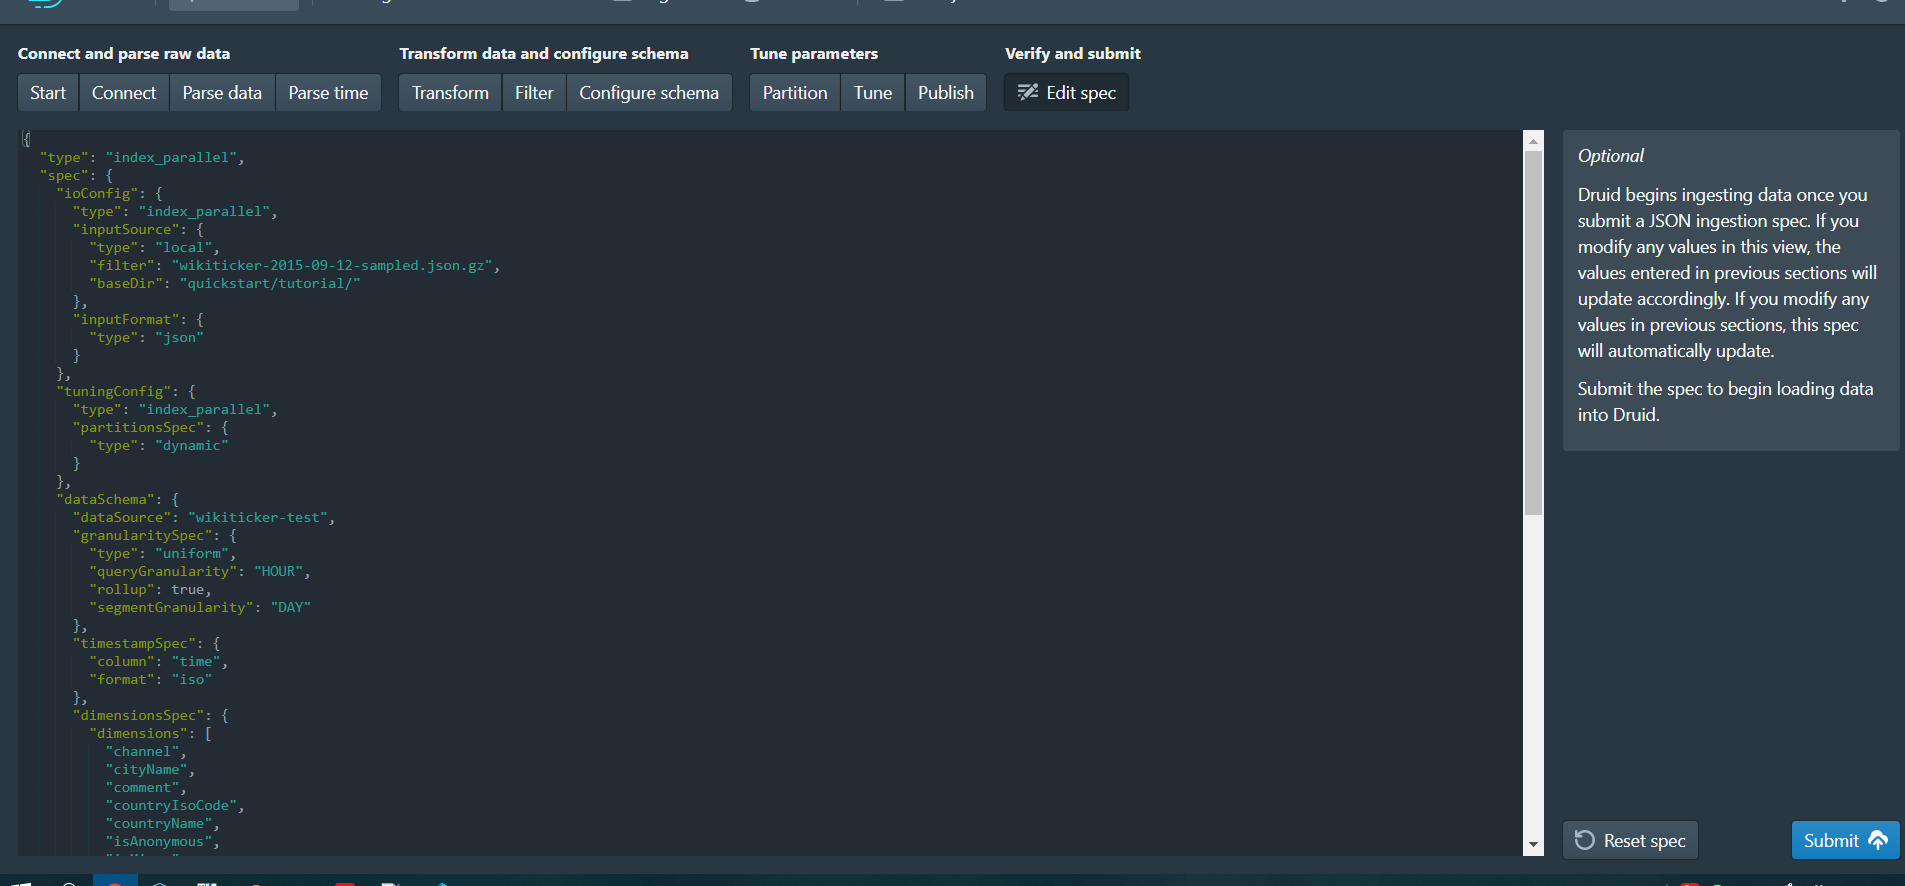 Connect and parse raw data
Transform data and configure schema
Tune parameters
Verify and submit
Start
Connect
Parse data
Parse time
Transform
Filter
Configure schema
Partition
Tune
Publish
Edit spec
{
"type": "index_parallel",
"spec": {
"ioConfig": {
"type": "index_parallel",
"inputSource": {
"type": "local",
"filter": "wikiticker-2015-09-12-sampled.json.gz",
"baseDir": "quickstart/tutorial/"
},
"inputFormat": {
"type": "json"
}
},
"tuningConfig": {
"type": "index_parallel",
"partitionsSpec": {
"type": "dynamic"
}
},
"dataSchema": {
"dataSource": "wikiticker-test",
"granularitySpec": {
"type": "uniform",
"queryGranularity": "HOUR",
"rollup": true,
"segmentGranularity": "DAY"
},
"timestampSpec": {
"column": "time",
"format": "iso"
},
"dimensionsSpec": {
"dimensions": [
"channel",
"cityName",
"comment",
"countryIsoCode",
"countryName",
"isAnonymous",
Optional
Druid begins ingesting data once you
submit a JSON ingestion spec. If you
modify any values in this view, the
values entered in previous sections will
update accordingly. If you modify any
values in previous sections, this spec
will automatically update.
Submit the spec to begin loading data
into Druid.
Reset spec
Submit